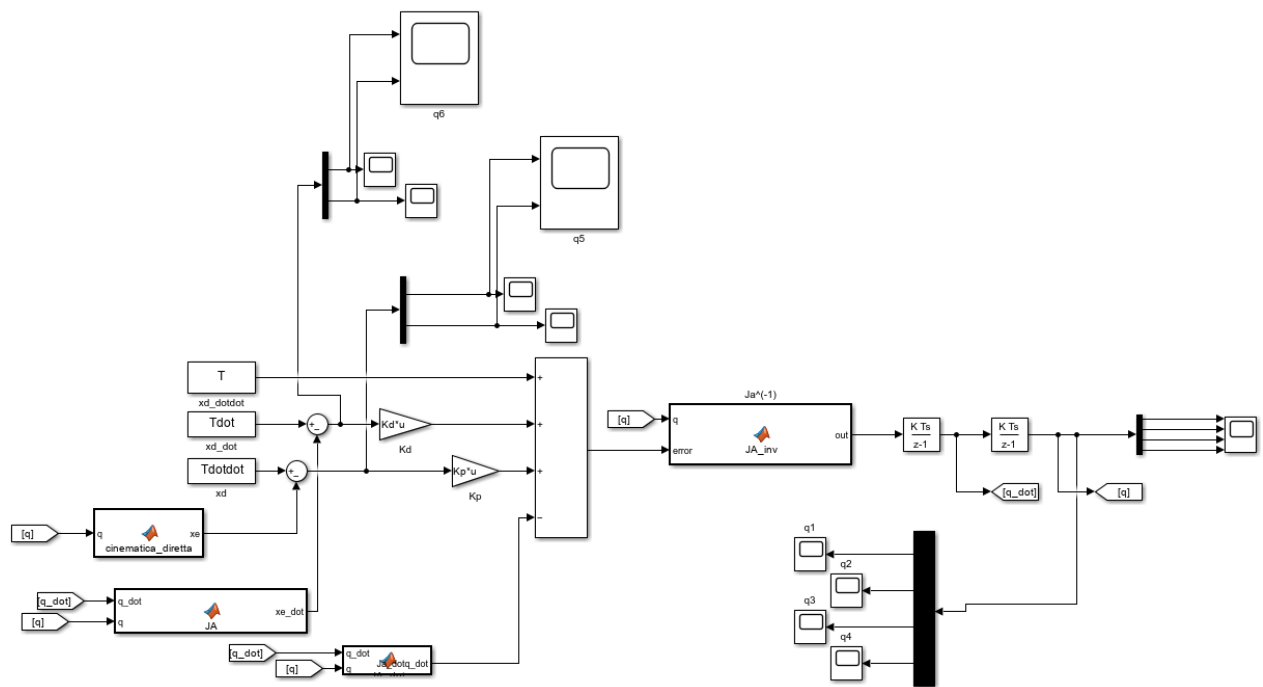 q6
q5
T
xd_dotdot
Tdot
xd_dot
Tdotdot
xd
+_
+_
Kd*u
Kd
Kp*u
Kp
+
+
+
−
[q]
Ja^(-1)
q
error
JA_inv
out
K Ts
z-1
K Ts
z-1
[q_dot]
[q]
[q]
q
xe
cinematica_diretta
[q_dot]
[q]
q_dot
q
xe_dot
JA
[q_dot]
[q]
q_dot
q
q1
q2
q3
q4